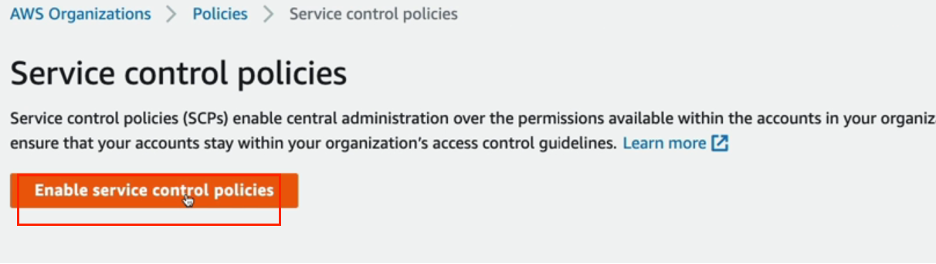 AWS Organizations > Policies > Service control policies
Service control policies
Service control policies (SCPs) enable central administration over the permissions available within the accounts in your organiz
ensure that your accounts stay within your organization's access control guidelines. Learn more
Enable service control policies